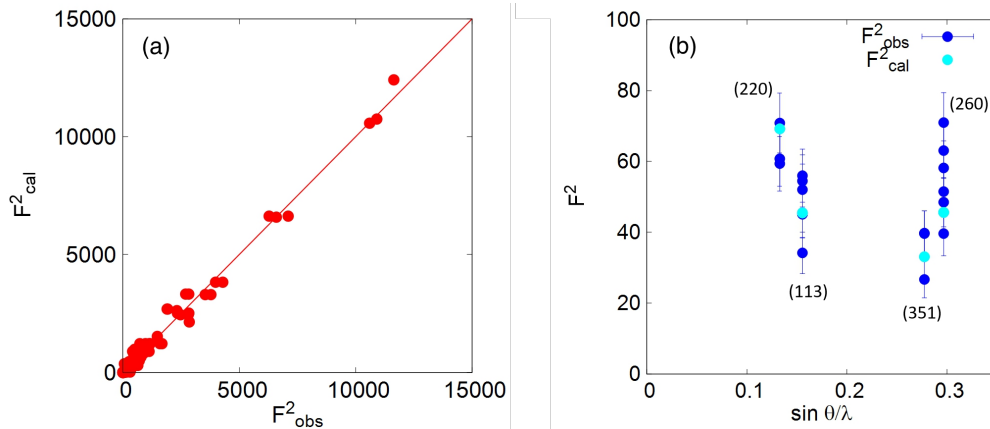 (a)
15000
10000
5000
0
F²cal
0 5000 10000 15000
F²obs
(b)
F²obs
F²cal
100
80
60
40
20
0
F²
(220)
(113)
(351)
(260)
0 0.1 0.2 0.3
sin θ/λ